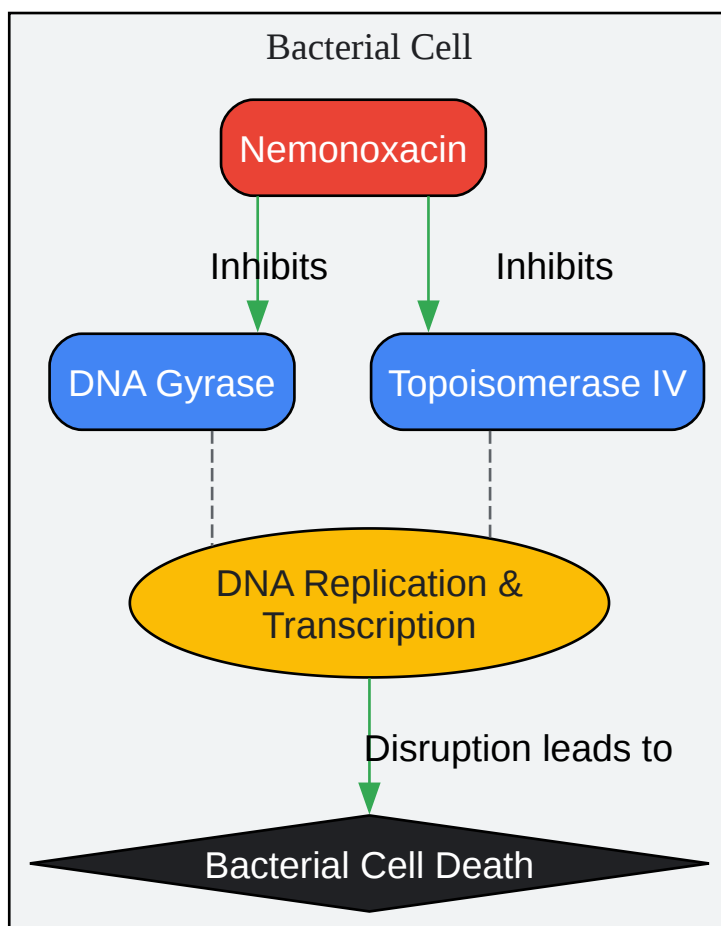 Bacterial Cell
Nemonoxacin
Inhibits
Inhibits
DNA Gyrase
Topoisomerase IV
DNA Replication &
Transcription
Disruption leads to
Bacterial Cell Death